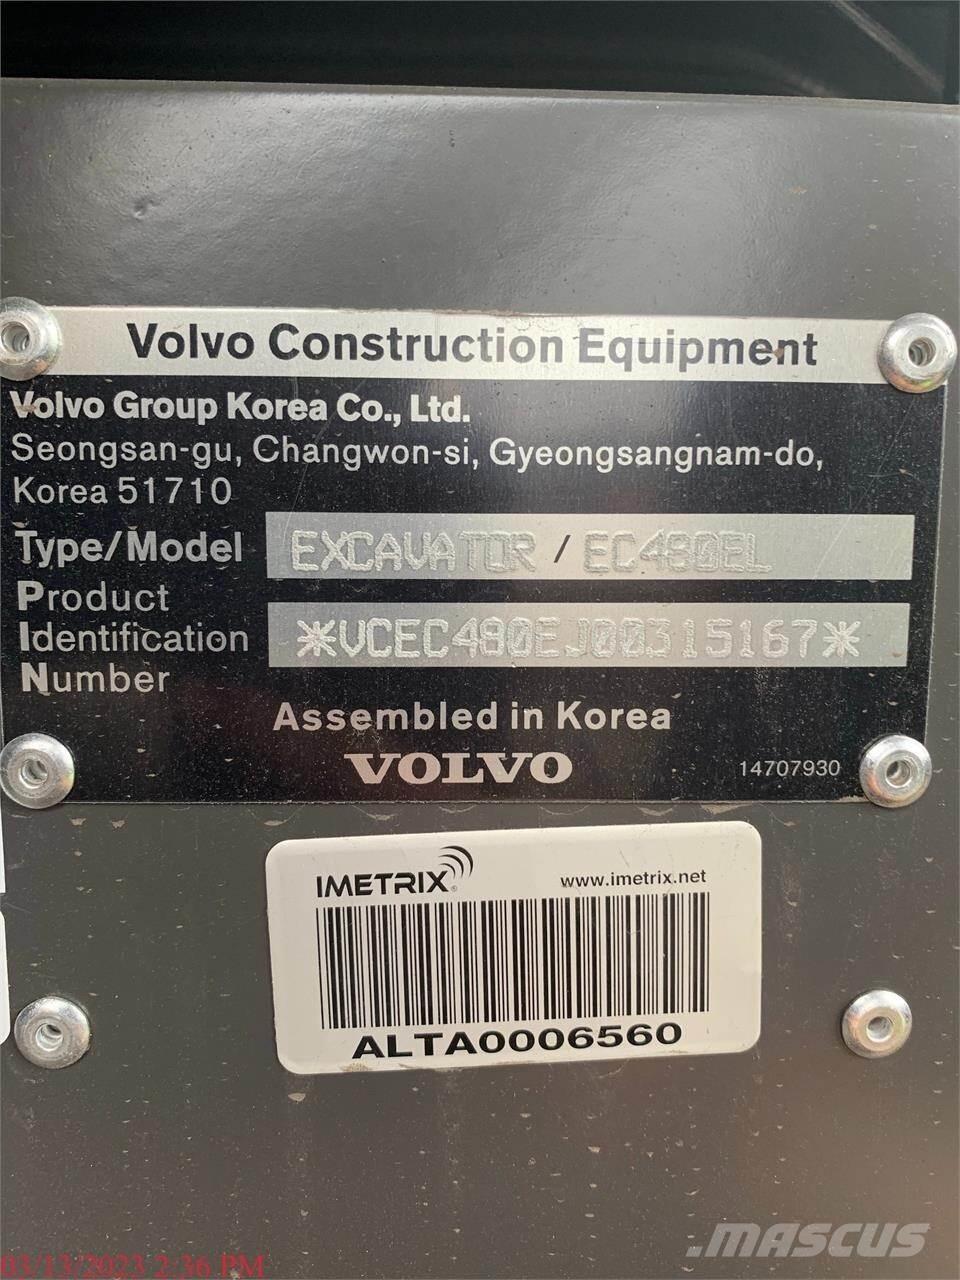 Volvo Construction Equipment
Volvo Group Korea Co., Ltd.
Seongsan-gu, Changwon-si, Gyeongsangnam-do,
Korea 51710
Type/Model EXCAVATOR / EC480EL
Product
Identification *VCEC480EJ00315167*
Number
Assembled in Korea
VOLVO 14707930
IMETRIX® www.imetrix.net
ALTA0006560
MASCUS
03/13/2023 2:36 PM